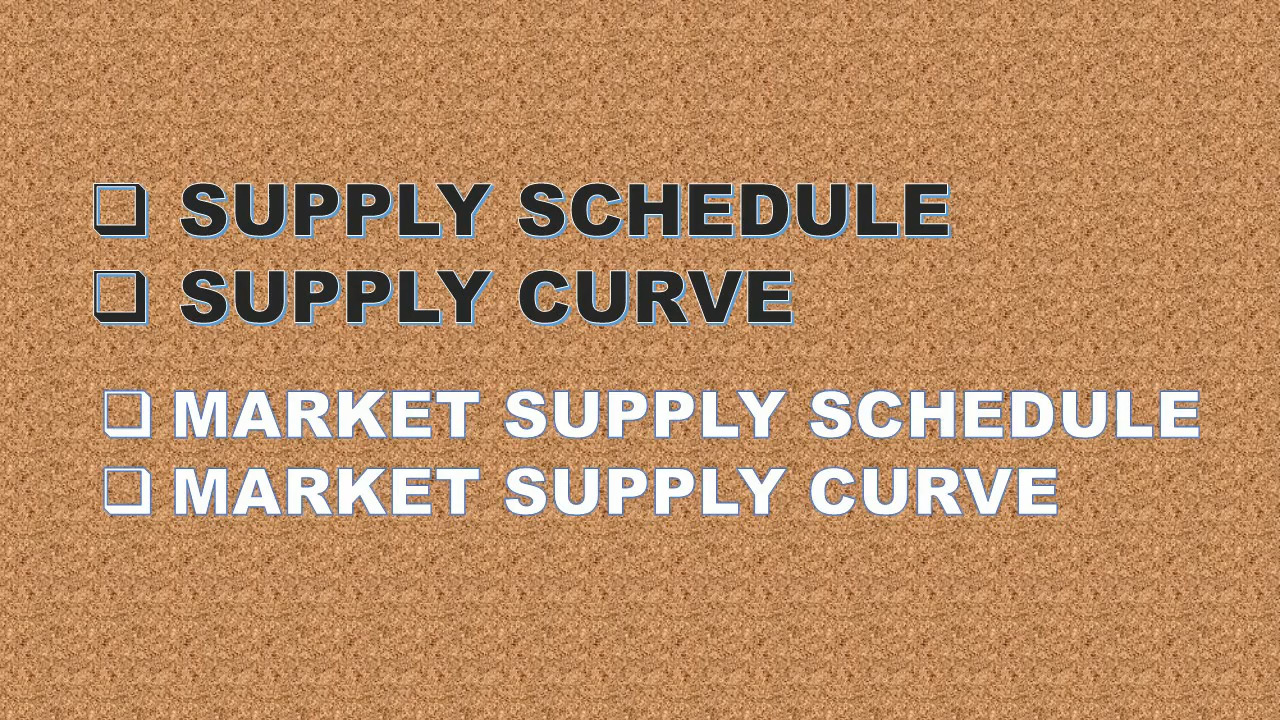 ❑ SUPPLY SCHEDULE
❑ SUPPLY CURVE
❑ MARKET SUPPLY SCHEDULE
❑ MARKET SUPPLY CURVE